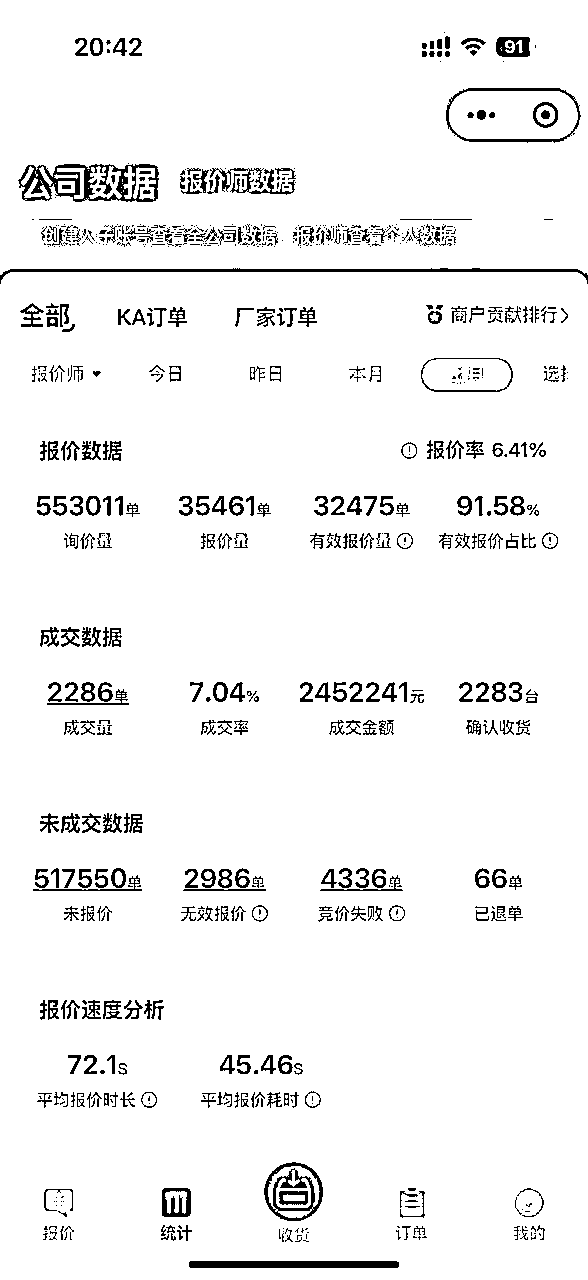 20:42
91
公司数据 报价师数据
创建人等账号查看全公司数据 报价师查看个人数据
全部 KA订单 厂家订单 商户贡献排行>
报价师 今日 昨日 本月
报价数据 报价率 6.41%
553011单 35461单 32475单 91.58%
询价量 报价量 有效报价量 有效报价占比
成交数据
2286单 7.04% 2452241元 2283台
成交量 成交率 成交金额 确认收货
未成交数据
517550单 2986单 4336单 66单
未报价 无效报价 竞价失败 已退单
报价速度分析
72.1s 45.46s
平均报价时长 平均报价耗时
报价 统计 收货 订单 我的